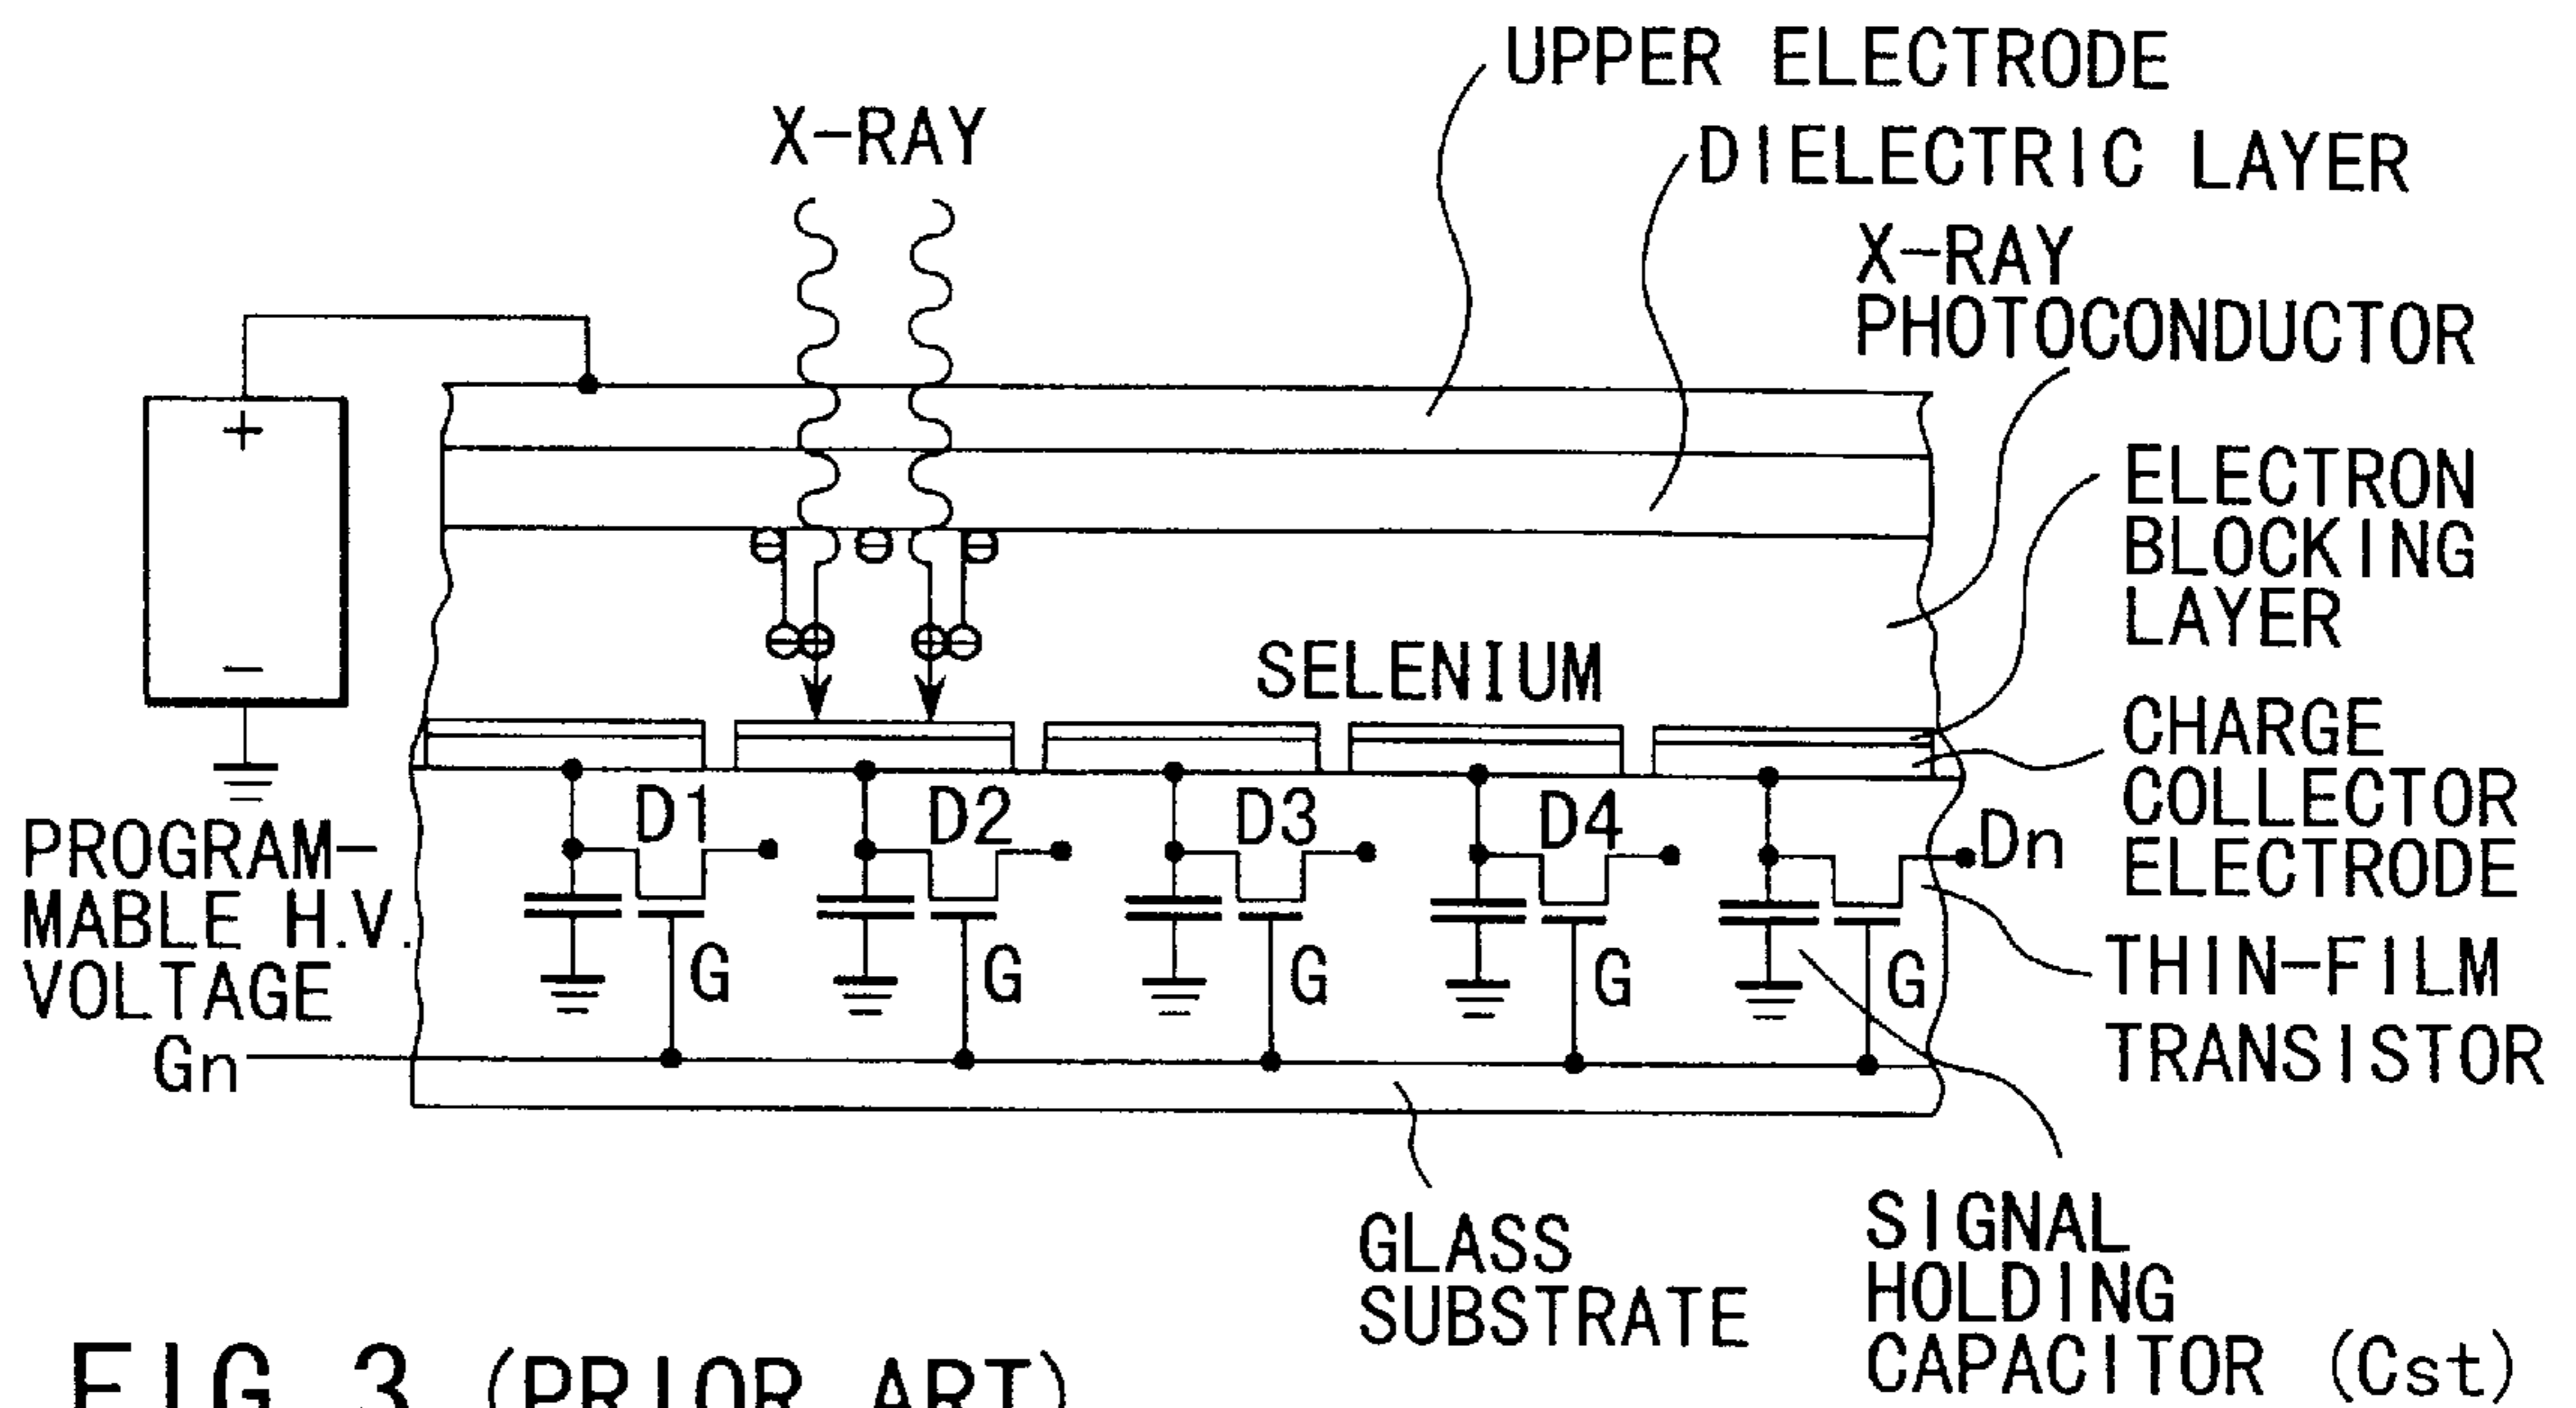 UPPER ELECTRODE
X-RAY
DIELECTRIC LAYER
X-RAY
PHOTOCONDUCTOR
+
ELECTRON
BLOCKING
LAYER
SELENIUM
−
CHARGE
COLLECTOR
ELECTRODE
D1
D2
D3
D4
Dn
PROGRAM-
MABLE H.V.
VOLTAGE
G
G
G
G
G
THIN-FILM
TRANSISTOR
Gn
GLASS
SUBSTRATE
SIGNAL
HOLDING
CAPACITOR (Cst)
FIG. 3 (PRIOR ART)